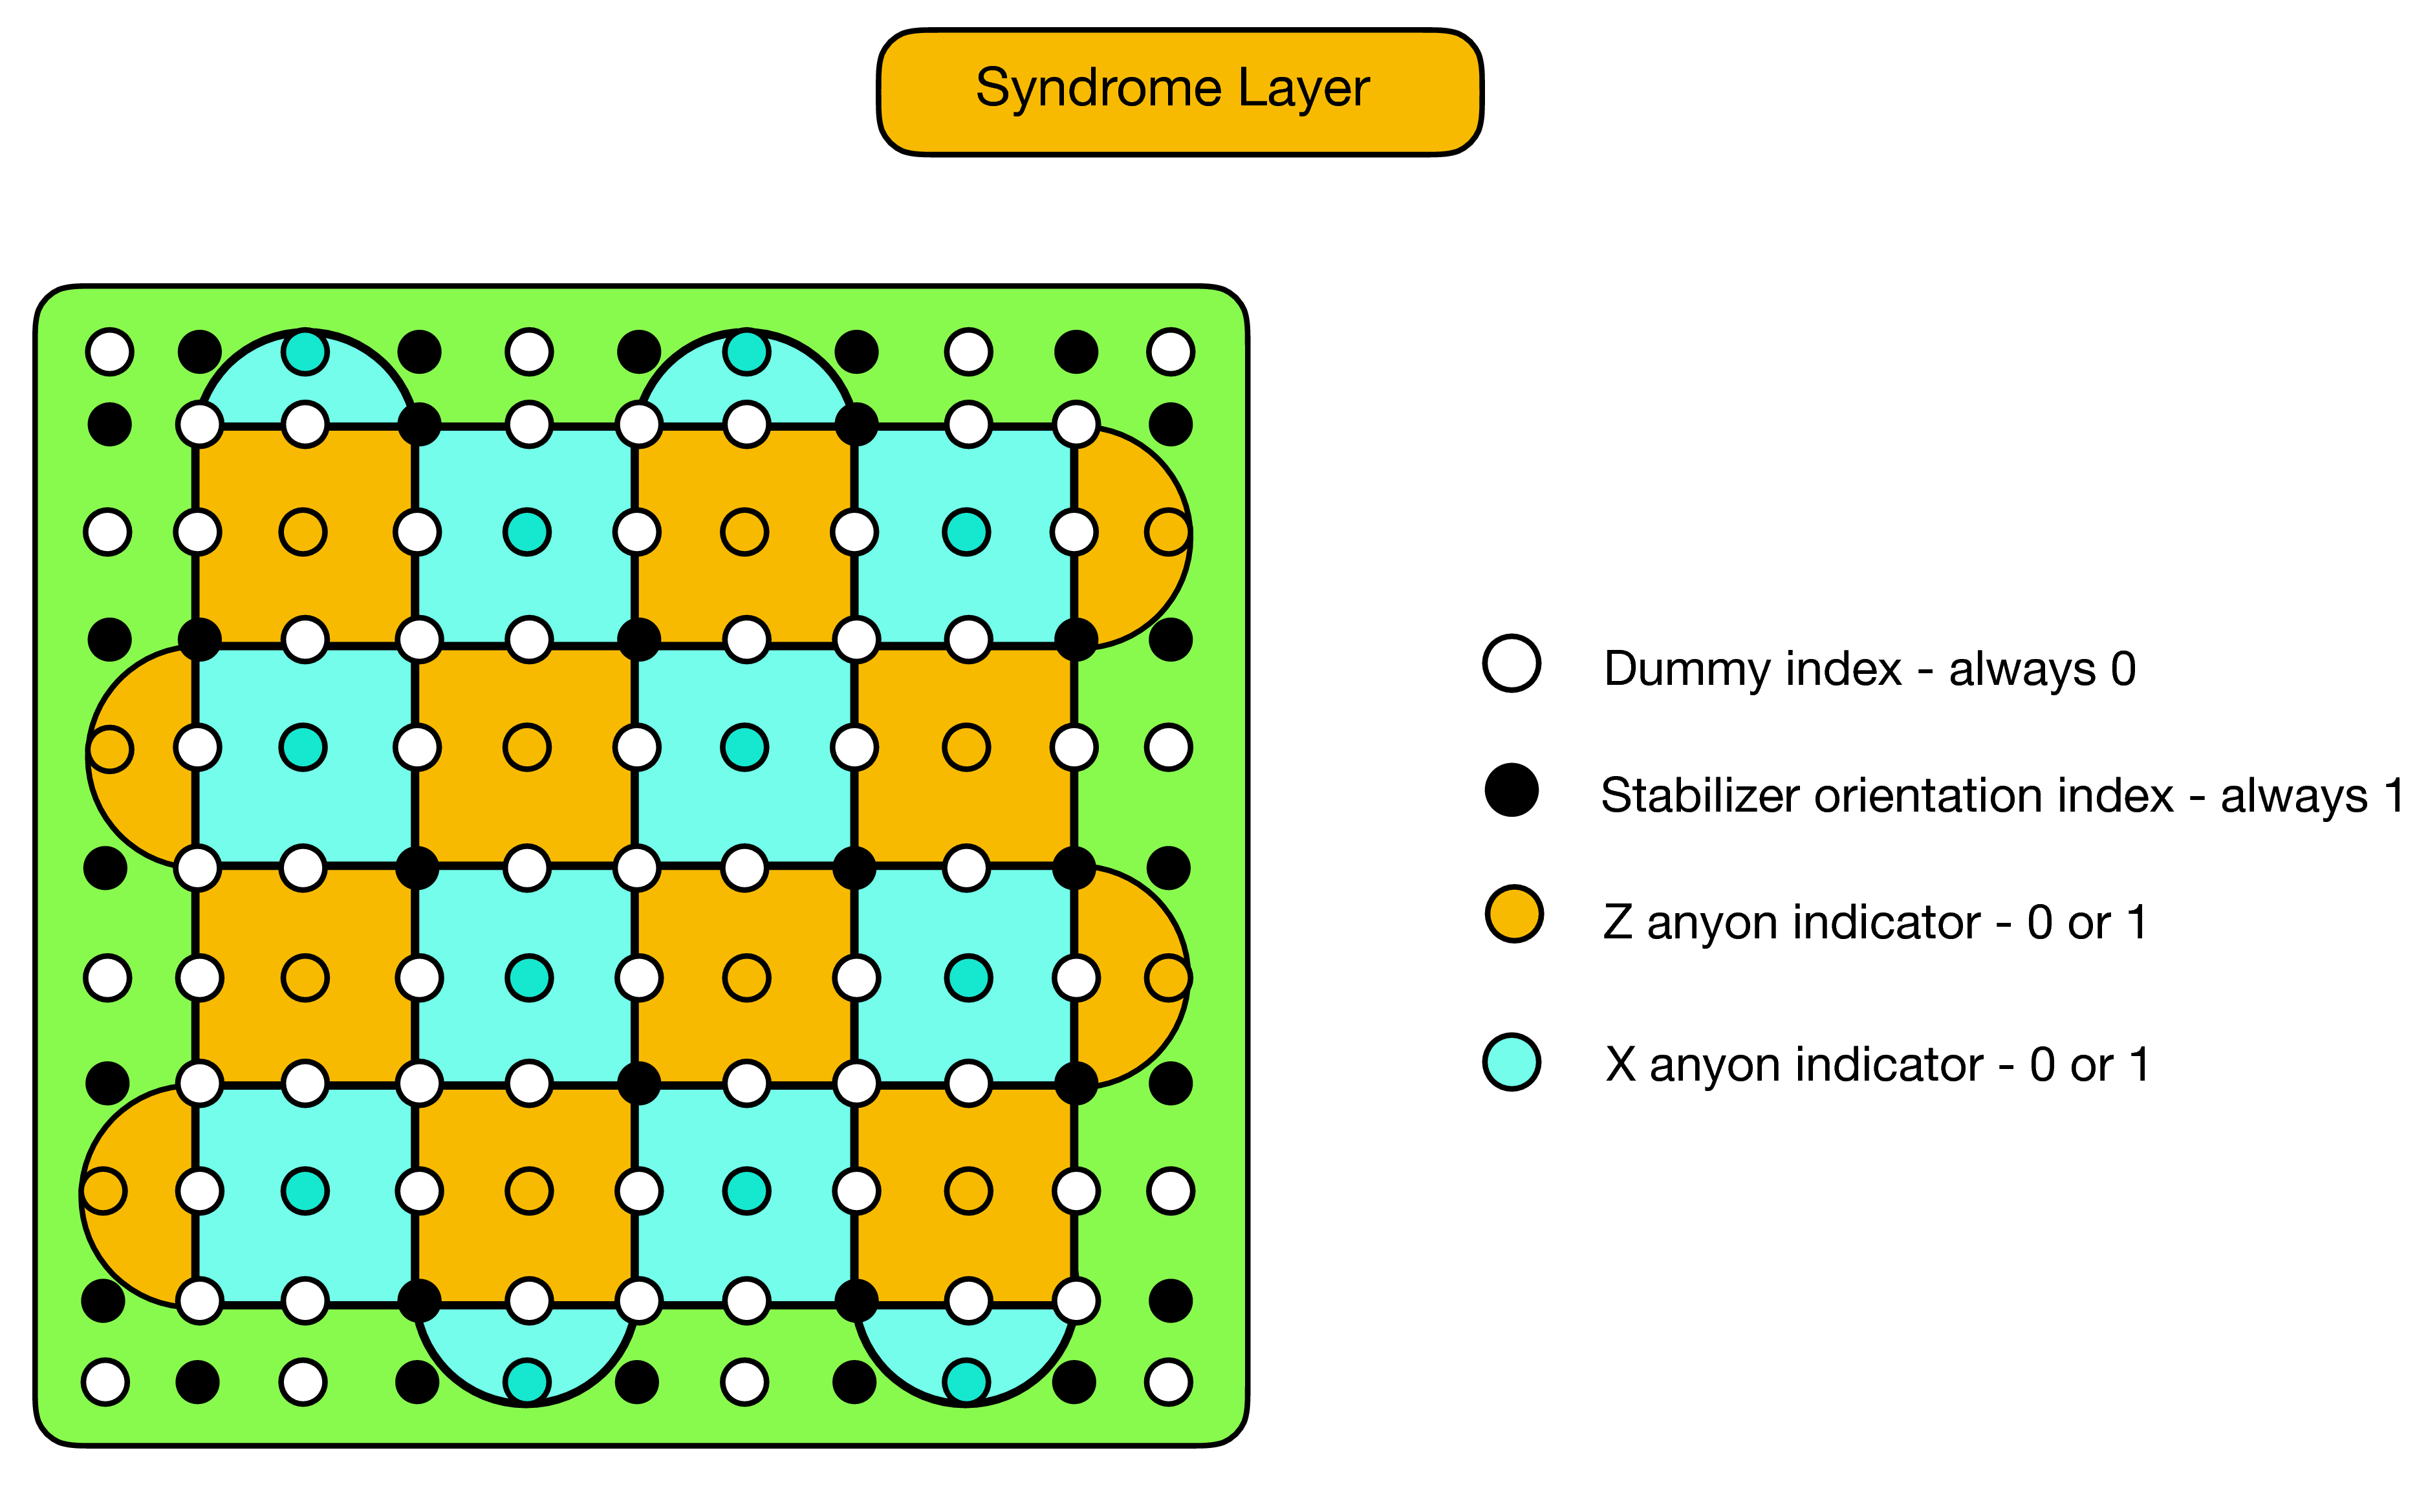 Syndrome Layer
Dummy index - always 0
Stabilizer orientation index - always 1
Z anyon indicator - 0 or 1
X anyon indicator - 0 or 1